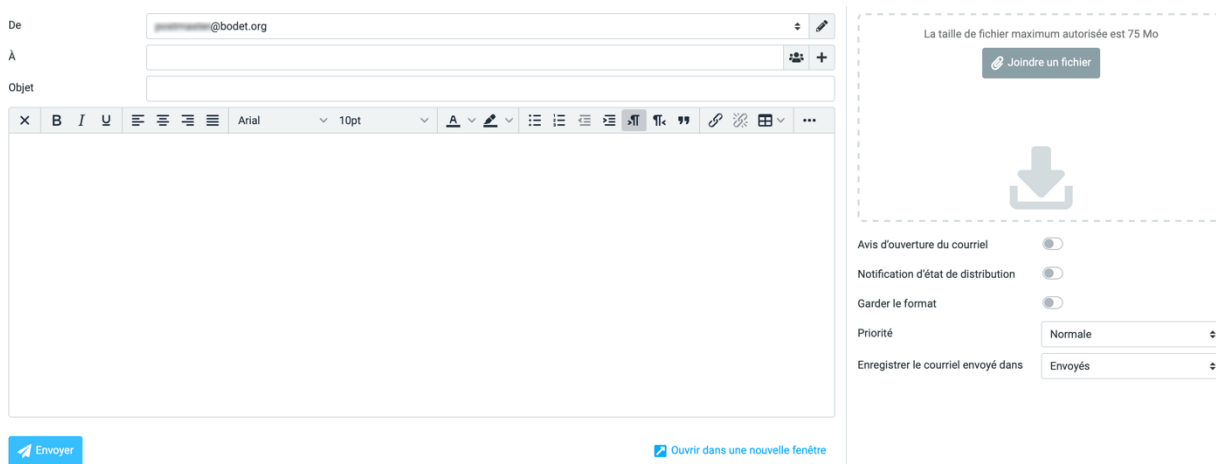 De
@bodet.org
À
Objet
B I U Arial 10pt A
Envoyer
Ouvrir dans une nouvelle fenêtre
La taille de fichier maximum autorisée est 75 Mo
Joindre un fichier
Avis d'ouverture du courriel
Notification d'état de distribution
Garder le format
Priorité Normale
Enregistrer le courriel envoyé dans Envoyés